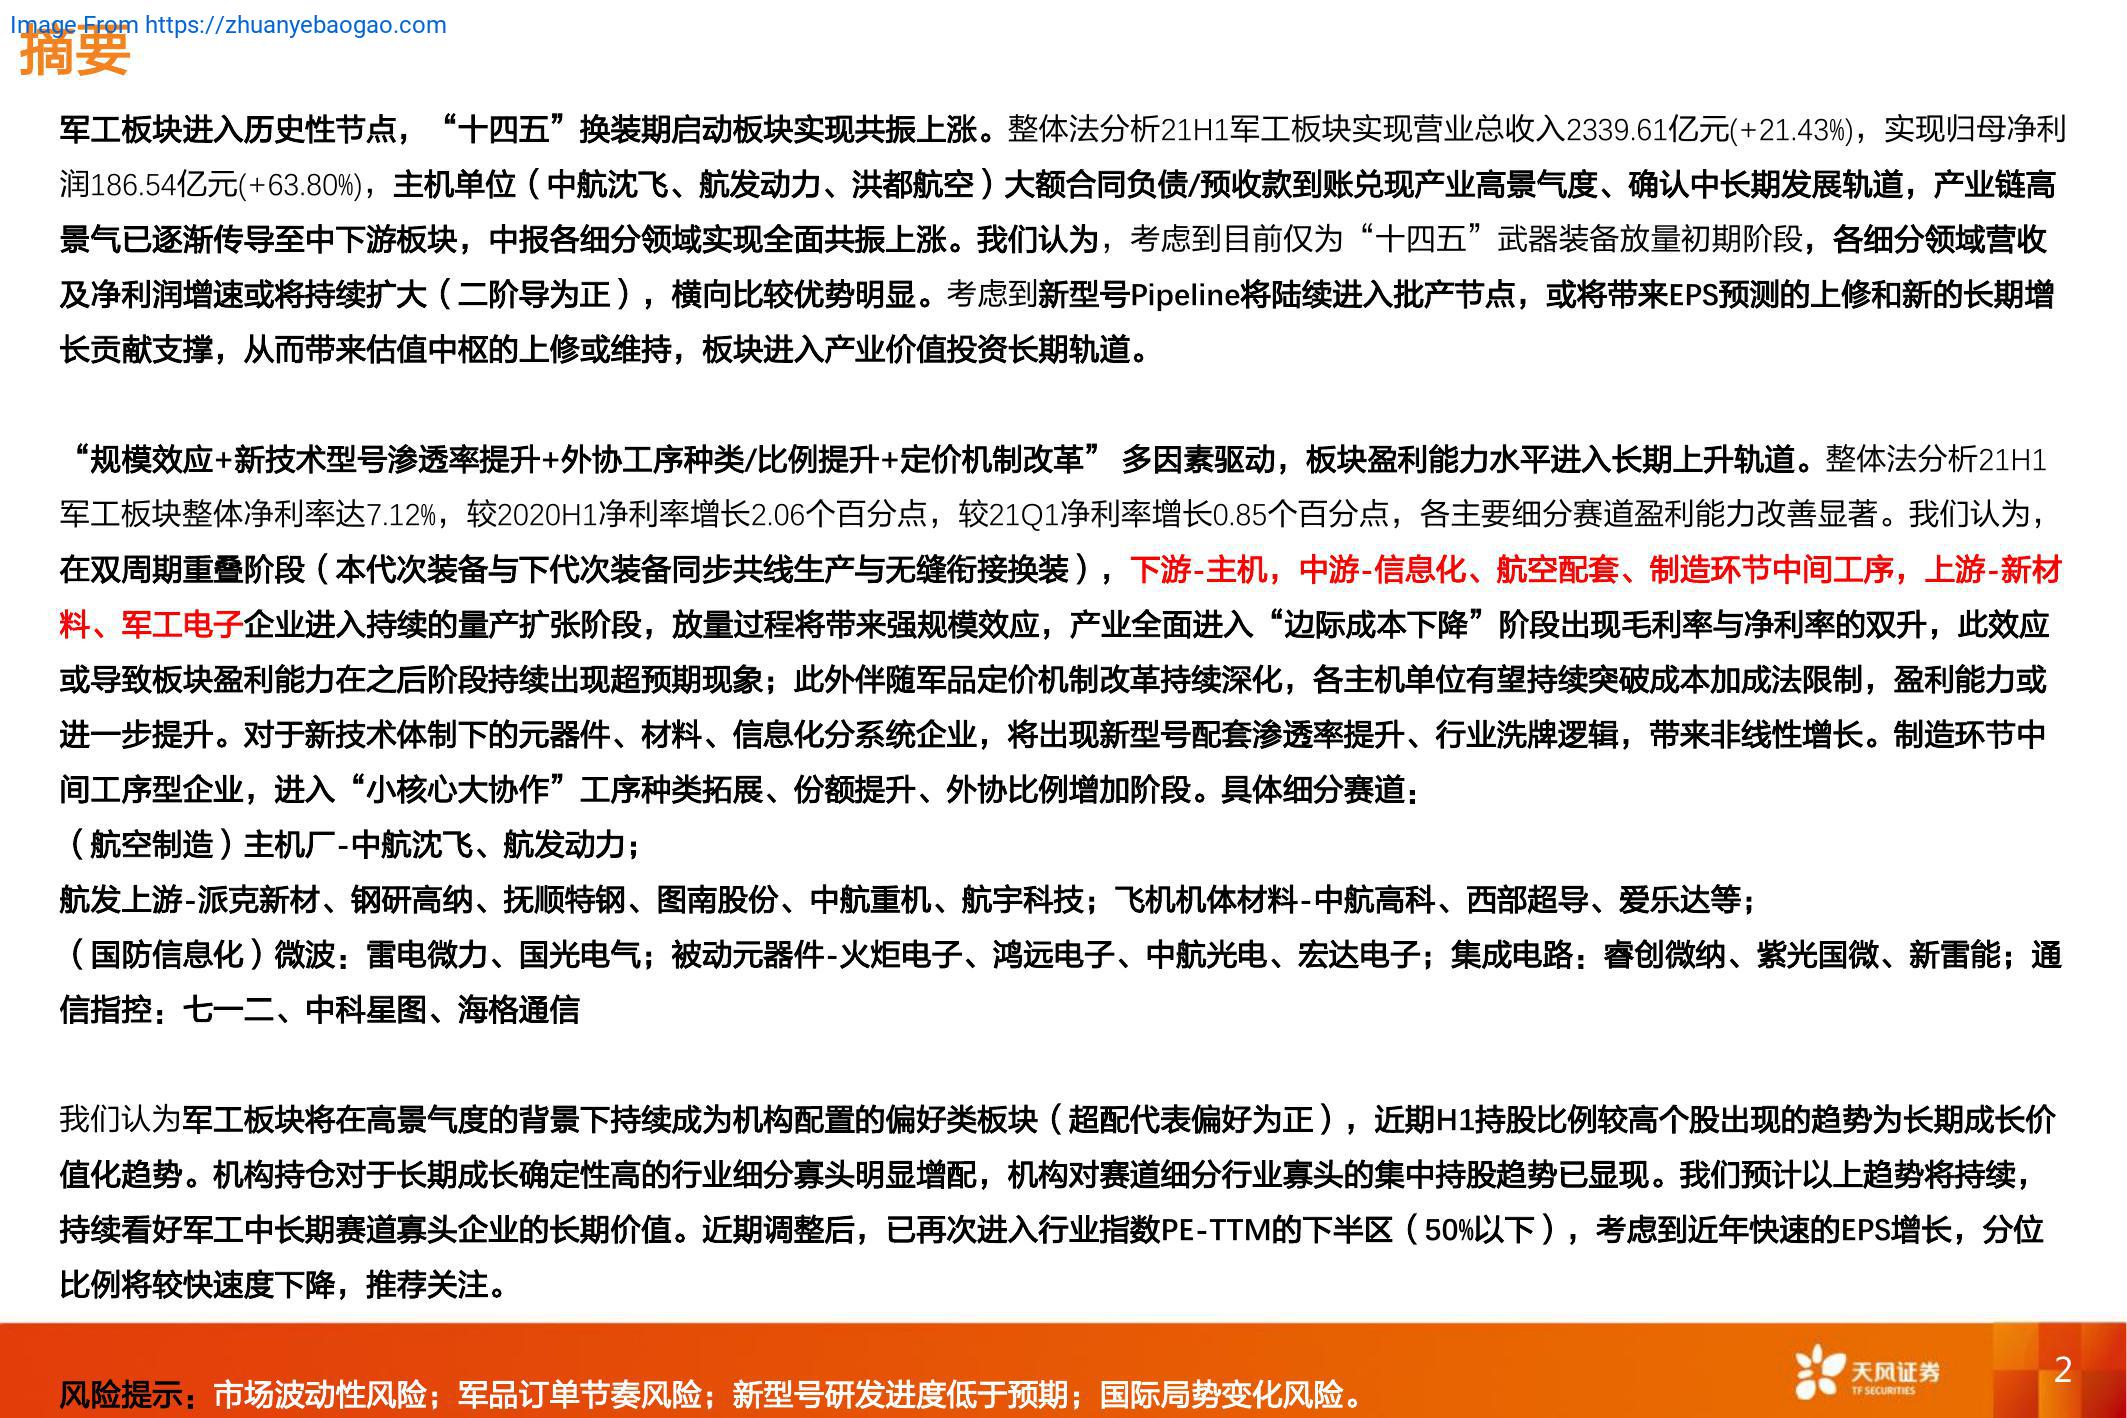 Image From https://zhuanyebaogao.com
摘要
军工板块进入历史性节点，“十四五”换装期启动板块实现共振上涨。整体法分析21H1军工板块实现营业总收入2339.61亿元(+21.43%)，实现归母净利
润186.54亿元(+63.80%)，主机单位（中航沈飞、航发动力、洪都航空）大额合同负债/预收款到账兑现产业高景气度、确认中长期发展轨道，产业链高
景气已逐渐传导至中下游板块，中报各细分领域实现全面共振上涨。我们认为，考虑到目前仅为“十四五”武器装备放量初期阶段，各细分领域营收
及净利润增速或将持续扩大（二阶导为正），横向比较优势明显。考虑到新型号Pipeline将陆续进入批产节点，或将带来EPS预测的上修和新的长期增
长贡献支撑，从而带来估值中枢的上修或维持，板块进入产业价值投资长期轨道。
“规模效应+新技术型号渗透率提升+外协工序种类/比例提升+定价机制改革” 多因素驱动，板块盈利能力水平进入长期上升轨道。整体法分析21H1
军工板块整体净利率达7.12%，较2020H1净利率增长2.06个百分点，较21Q1净利率增长0.85个百分点，各主要细分赛道盈利能力改善显著。我们认为，
在双周期重叠阶段（本代次装备与下代次装备同步共线生产与无缝衔接换装），下游-主机，中游-信息化、航空配套、制造环节中间工序，上游-新材
料、军工电子企业进入持续的量产扩张阶段，放量过程将带来强规模效应，产业全面进入“边际成本下降”阶段出现毛利率与净利率的双升，此效应
或导致板块盈利能力在之后阶段持续出现超预期现象；此外伴随军品定价机制改革持续深化，各主机单位有望持续突破成本加成法限制，盈利能力或
进一步提升。对于新技术体制下的元器件、材料、信息化分系统企业，将出现新型号配套渗透率提升、行业洗牌逻辑，带来非线性增长。制造环节中
间工序型企业，进入“小核心大协作”工序种类拓展、份额提升、外协比例增加阶段。具体细分赛道：
（航空制造）主机厂-中航沈飞、航发动力；
航发上游-派克新材、钢研高纳、抚顺特钢、图南股份、中航重机、航宇科技；飞机机体材料-中航高科、西部超导、爱乐达等；
（国防信息化）微波：雷电微力、国光电气；被动元器件-火炬电子、鸿远电子、中航光电、宏达电子；集成电路：睿创微纳、紫光国微、新雷能；通
信指控：七一二、中科星图、海格通信
我们认为军工板块将在高景气度的背景下持续成为机构配置的偏好类板块（超配代表偏好为正），近期H1持股比例较高个股出现的趋势为长期成长价
值化趋势。机构持仓对于长期成长确定性高的行业细分寡头明显增配，机构对赛道细分行业寡头的集中持股趋势已显现。我们预计以上趋势将持续，
持续看好军工中长期赛道寡头企业的长期价值。近期调整后，已再次进入行业指数PE-TTM的下半区（50%以下），考虑到近年快速的EPS增长，分位
比例将较快速度下降，推荐关注。
风险提示：市场波动性风险；军品订单节奏风险；新型号研发进度低于预期；国际局势变化风险。
天风证券
TF SECURITIES
2